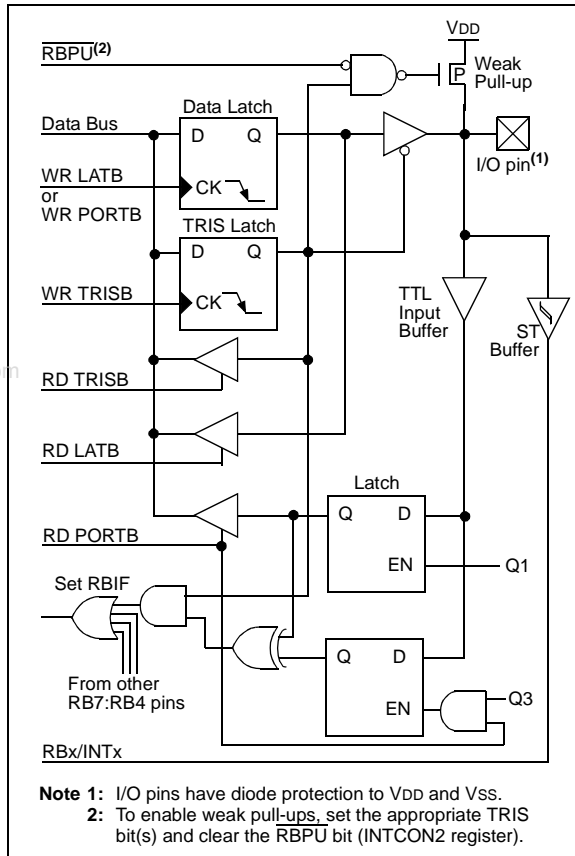 VDD
RBPU(2)
Weak
Pull-up
P
Data Latch
Data Bus
D Q
I/O pin(1)
WR LATB
or
WR PORTB
CK
TRIS Latch
D Q
WR TRISB
CK
TTL
Input
Buffer
ST
Buffer
om
RD TRISB
RD LATB
Latch
Q D
RD PORTB
EN
Q1
Set RBIF
Q D
From other
RB7:RB4 pins
Q3
EN
RBx/INTx
Note 1: I/O pins have diode protection to VDD and VSS.
2: To enable weak pull-ups, set the appropriate TRIS
bit(s) and clear the RBPU bit (INTCON2 register).